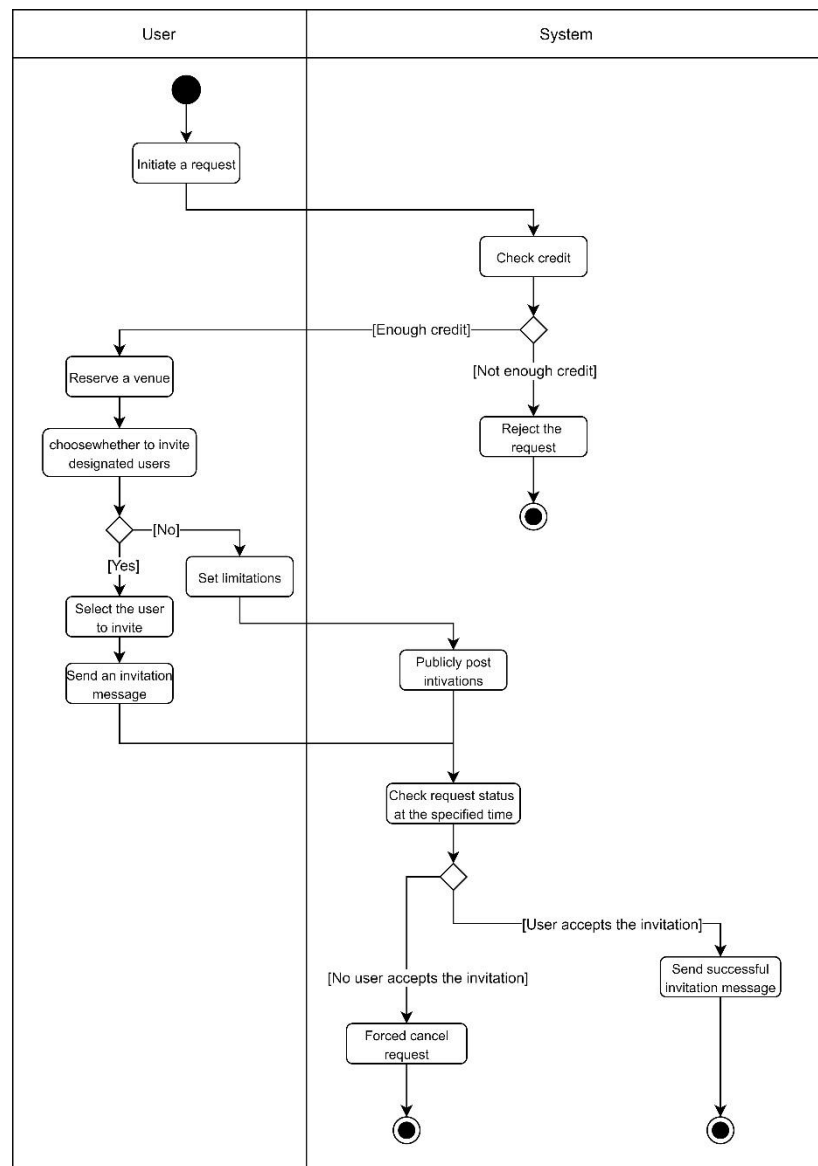 User
System
Initiate a request
Check credit
[Enough credit]
[Not enough credit]
Reserve a venue
Reject the
request
choosewhether to invite
designated users
[No]
[Yes]
Set limitations
Select the user
to invite
Publicly post
intivations
Send an invitation
message
Check request status
at the specified time
[User accepts the invitation]
[No user accepts the invitation]
Send successful
invitation message
Forced cancel
request